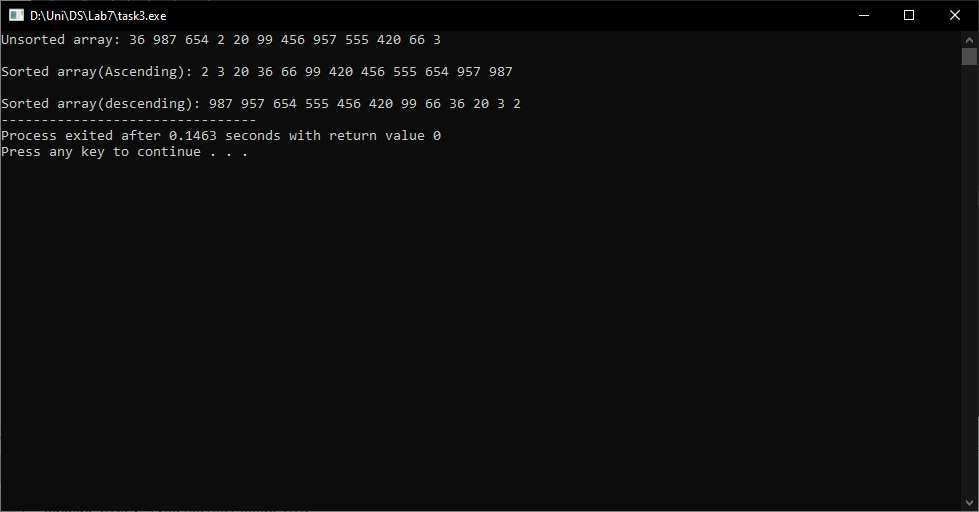 D:\Uni\DS\Lab7\task3.exe
Unsorted array: 36 987 654 2 20 99 456 957 555 420 66 3
Sorted array(Ascending): 2 3 20 36 66 99 420 456 555 654 957 987
Sorted array(descending): 987 957 654 555 456 420 99 66 36 20 3 2
--------------------------------
Process exited after 0.1463 seconds with return value 0
Press any key to continue . . .